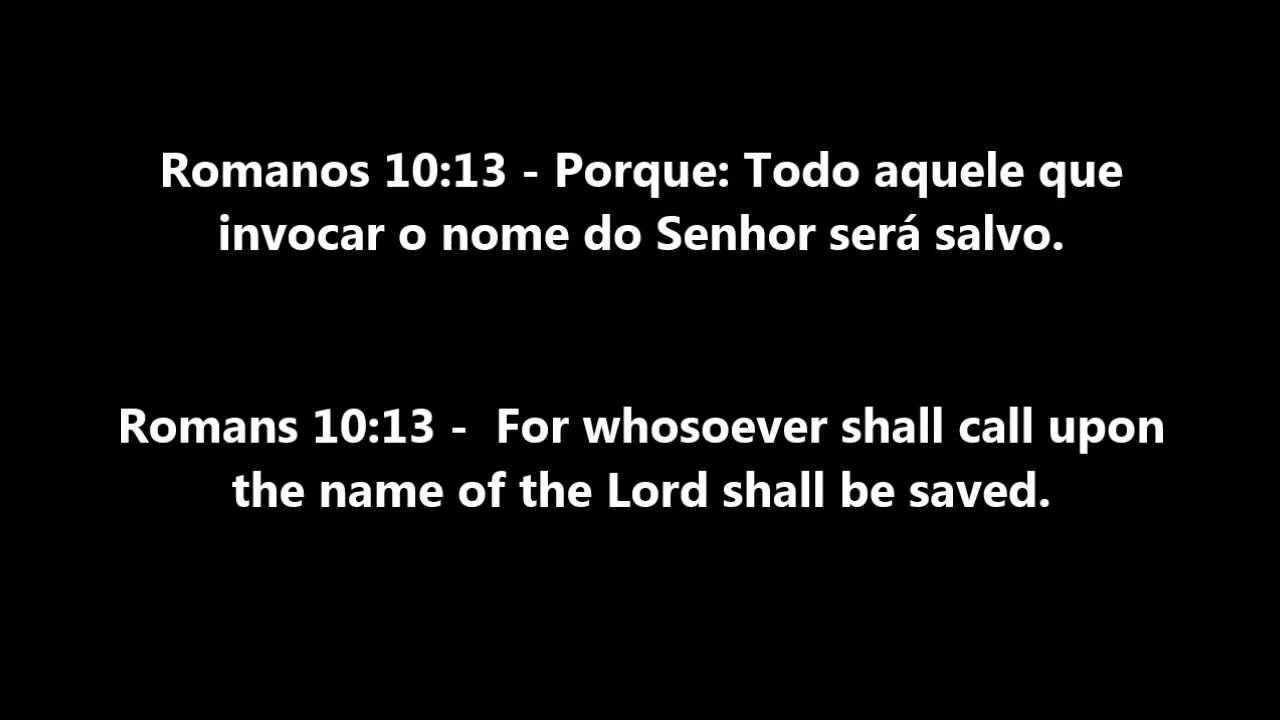 Romanos 10:13 - Porque: Todo aquele que
invocar o nome do Senhor será salvo.
Romans 10:13 -  For whosoever shall call upon
the name of the Lord shall be saved.